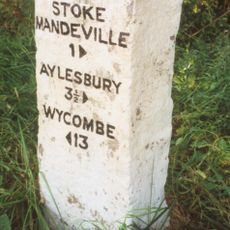 STOKE
MANDEVILLE
1▶
AYLESBURY
3½▶
WYCOMBE
◀13